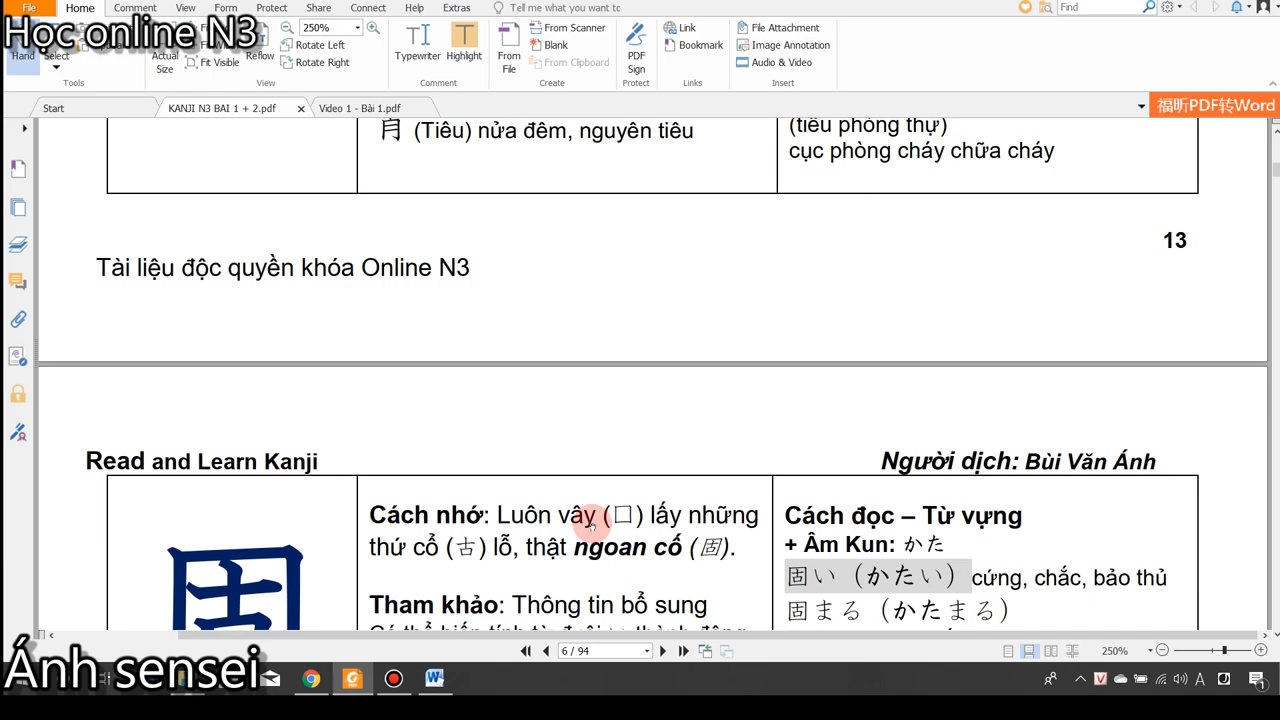 File Home Comment View Form Protect Share Connect Help Extras Tell me what you want to Find
Học online N3
Hand Select Actual Size Fit Visible Reflow Rotate Left Rotate Right 250% Typewriter Highlight From File From Scanner Blank From Clipboard PDF Sign Link Bookmark File Attachment Image Annotation Audio & Video
Tools View Comment Create Protect Links Insert
Start KANJI N3 BAI 1 + 2.pdf Video 1 - Bài 1.pdf 福昕PDF转Word
肖 (Tiêu) nửa đêm, nguyên tiêu
(tiêu phòng thự)
cục phòng cháy chữa cháy
13
Tài liệu độc quyền khóa Online N3
Read and Learn Kanji Người dịch: Bùi Văn Ánh
固
Cách nhớ: Luôn vây (口) lấy những
thứ cổ (古) lỗ, thật ngoan cố (固).
Tham khảo: Thông tin bổ sung
Cách đọc – Từ vựng
+ Âm Kun: かた
固い（かたい）cứng, chắc, bảo thủ
固まる（かたまる）
6 / 94 250%
Ánh sensei